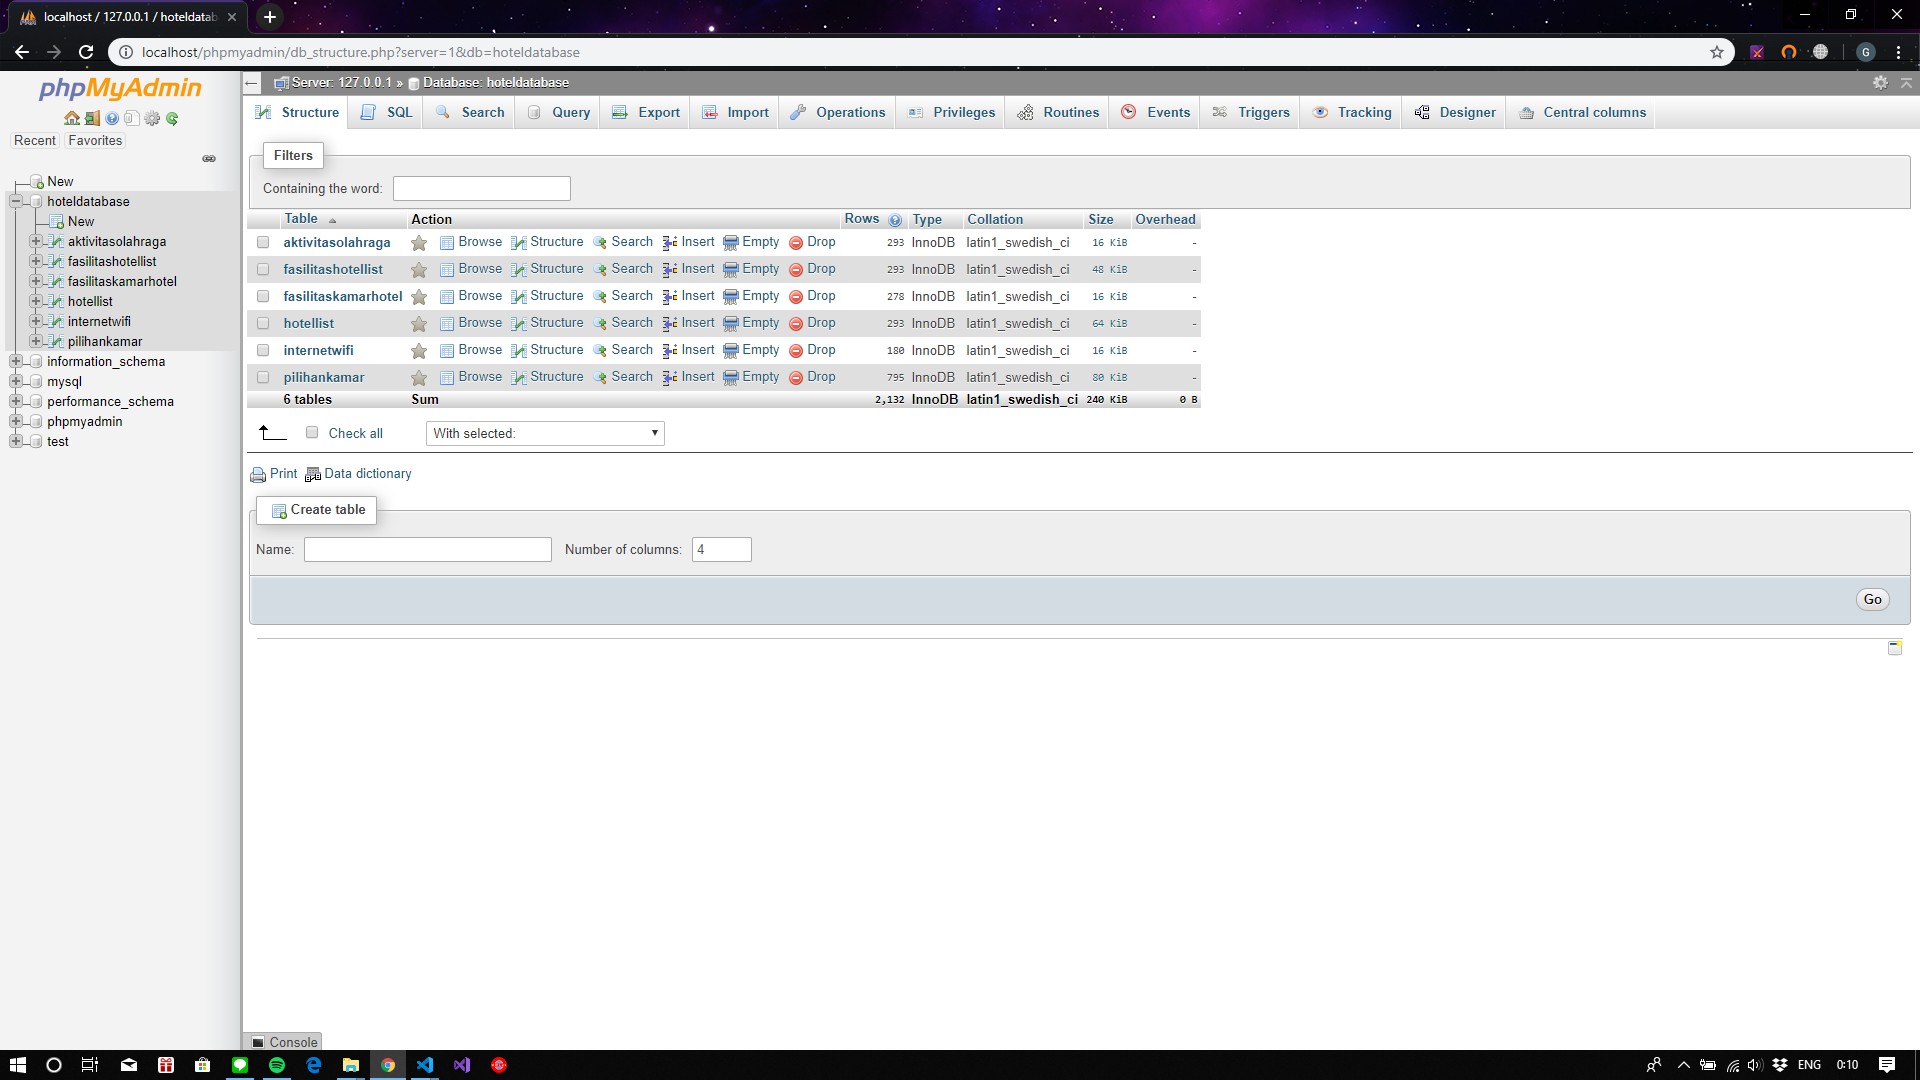 localhost / 127.0.0.1 / hoteldatab
localhost/phpmyadmin/db_structure.php?server=1&db=hoteldatabase
G
phpMyAdmin
Recent Favorites
New
hoteldatabase
New
aktivitasolahraga
fasilitashotellist
fasilitaskamarhotel
hotellist
internetwifi
pilihankamar
information_schema
mysql
performance_schema
phpmyadmin
test
Server: 127.0.0.1 » Database: hoteldatabase
Structure SQL Search Query Export Import Operations Privileges Routines Events Triggers Tracking Designer Central columns
Filters
Containing the word:
Table Action Rows Type Collation Size Overhead
aktivitasolahraga Browse Structure Search Insert Empty Drop 293 InnoDB latin1_swedish_ci 16 KiB -
fasilitashotellist Browse Structure Search Insert Empty Drop 293 InnoDB latin1_swedish_ci 48 KiB -
fasilitaskamarhotel Browse Structure Search Insert Empty Drop 278 InnoDB latin1_swedish_ci 16 KiB -
hotellist Browse Structure Search Insert Empty Drop 293 InnoDB latin1_swedish_ci 64 KiB -
internetwifi Browse Structure Search Insert Empty Drop 180 InnoDB latin1_swedish_ci 16 KiB -
pilihankamar Browse Structure Search Insert Empty Drop 795 InnoDB latin1_swedish_ci 80 KiB -
6 tables Sum 2,132 InnoDB latin1_swedish_ci 240 KiB 0 B
Check all With selected:
Print Data dictionary
Create table
Name: Number of columns: 4
Go
Console
ENG 0:10